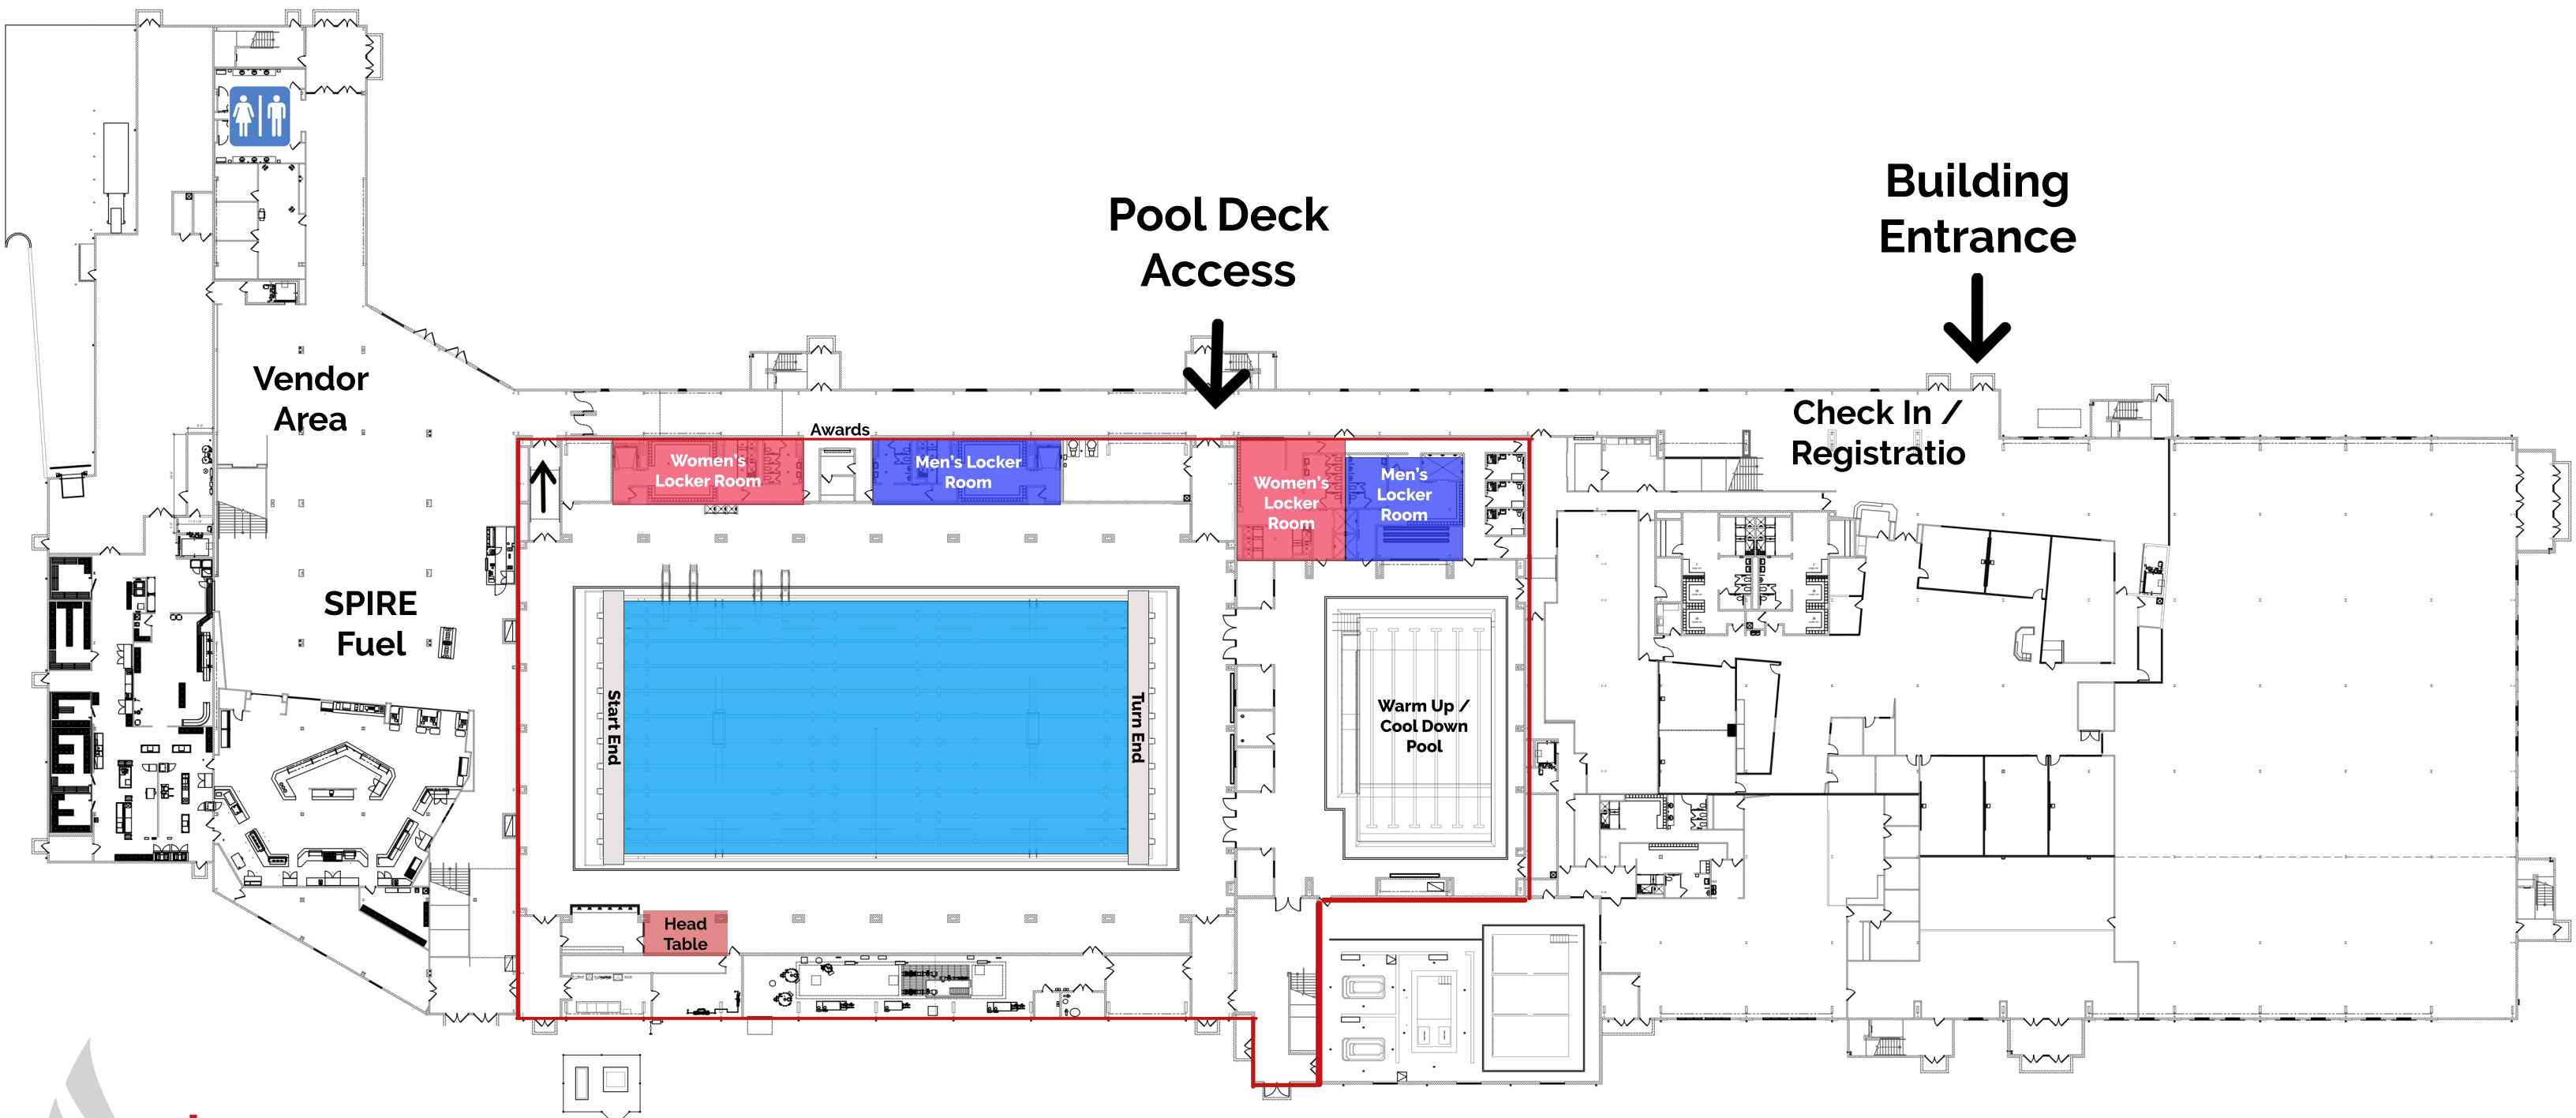 Building
Entrance
Pool Deck
Access
Vendor
Area
Check In /
Registratio
Awards
Women's
Locker Room
Men's Locker
Room
Women's
Locker
Room
Men's
Locker
Room
SPIRE
Fuel
Start End
Turn End
Warm Up /
Cool Down
Pool
Head
Table